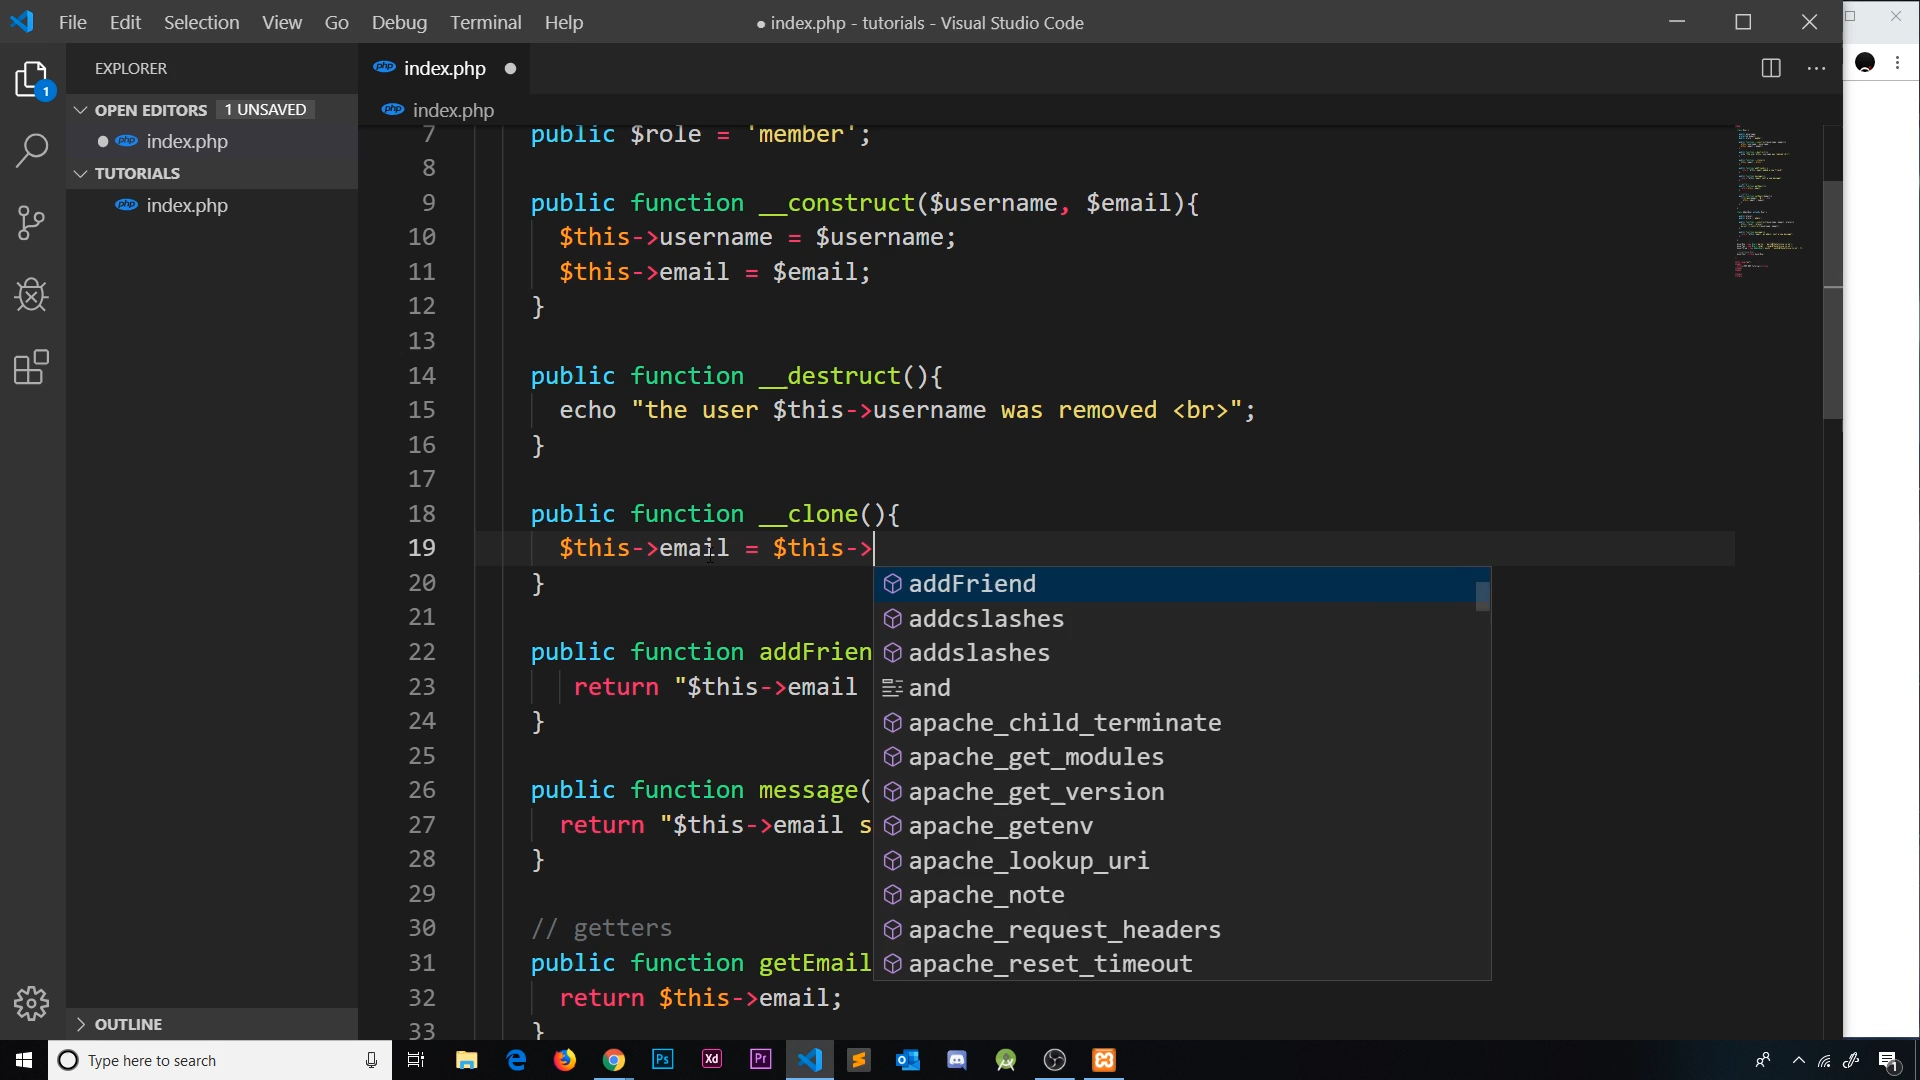 File Edit Selection View Go Debug Terminal Help
● index.php - tutorials - Visual Studio Code
EXPLORER
1
OPEN EDITORS 1 UNSAVED
index.php
TUTORIALS
index.php
OUTLINE
index.php
index.php
7 public $role = 'member';
8
9 public function __construct($username, $email){
10 $this->username = $username;
11 $this->email = $email;
12 }
13
14 public function __destruct(){
15 echo "the user $this->username was removed <br>";
16 }
17
18 public function __clone(){
19 $this->email = $this->
20 }
21
22 public function addFrien
23 return "$this->email
24 }
25
26 public function message(
27 return "$this->email s
28 }
29
30 // getters
31 public function getEmail
32 return $this->email;
33 }
addFriend
addcslashes
addslashes
and
apache_child_terminate
apache_get_modules
apache_get_version
apache_getenv
apache_lookup_uri
apache_note
apache_request_headers
apache_reset_timeout
Type here to search
Ps
Xd
Pr
1